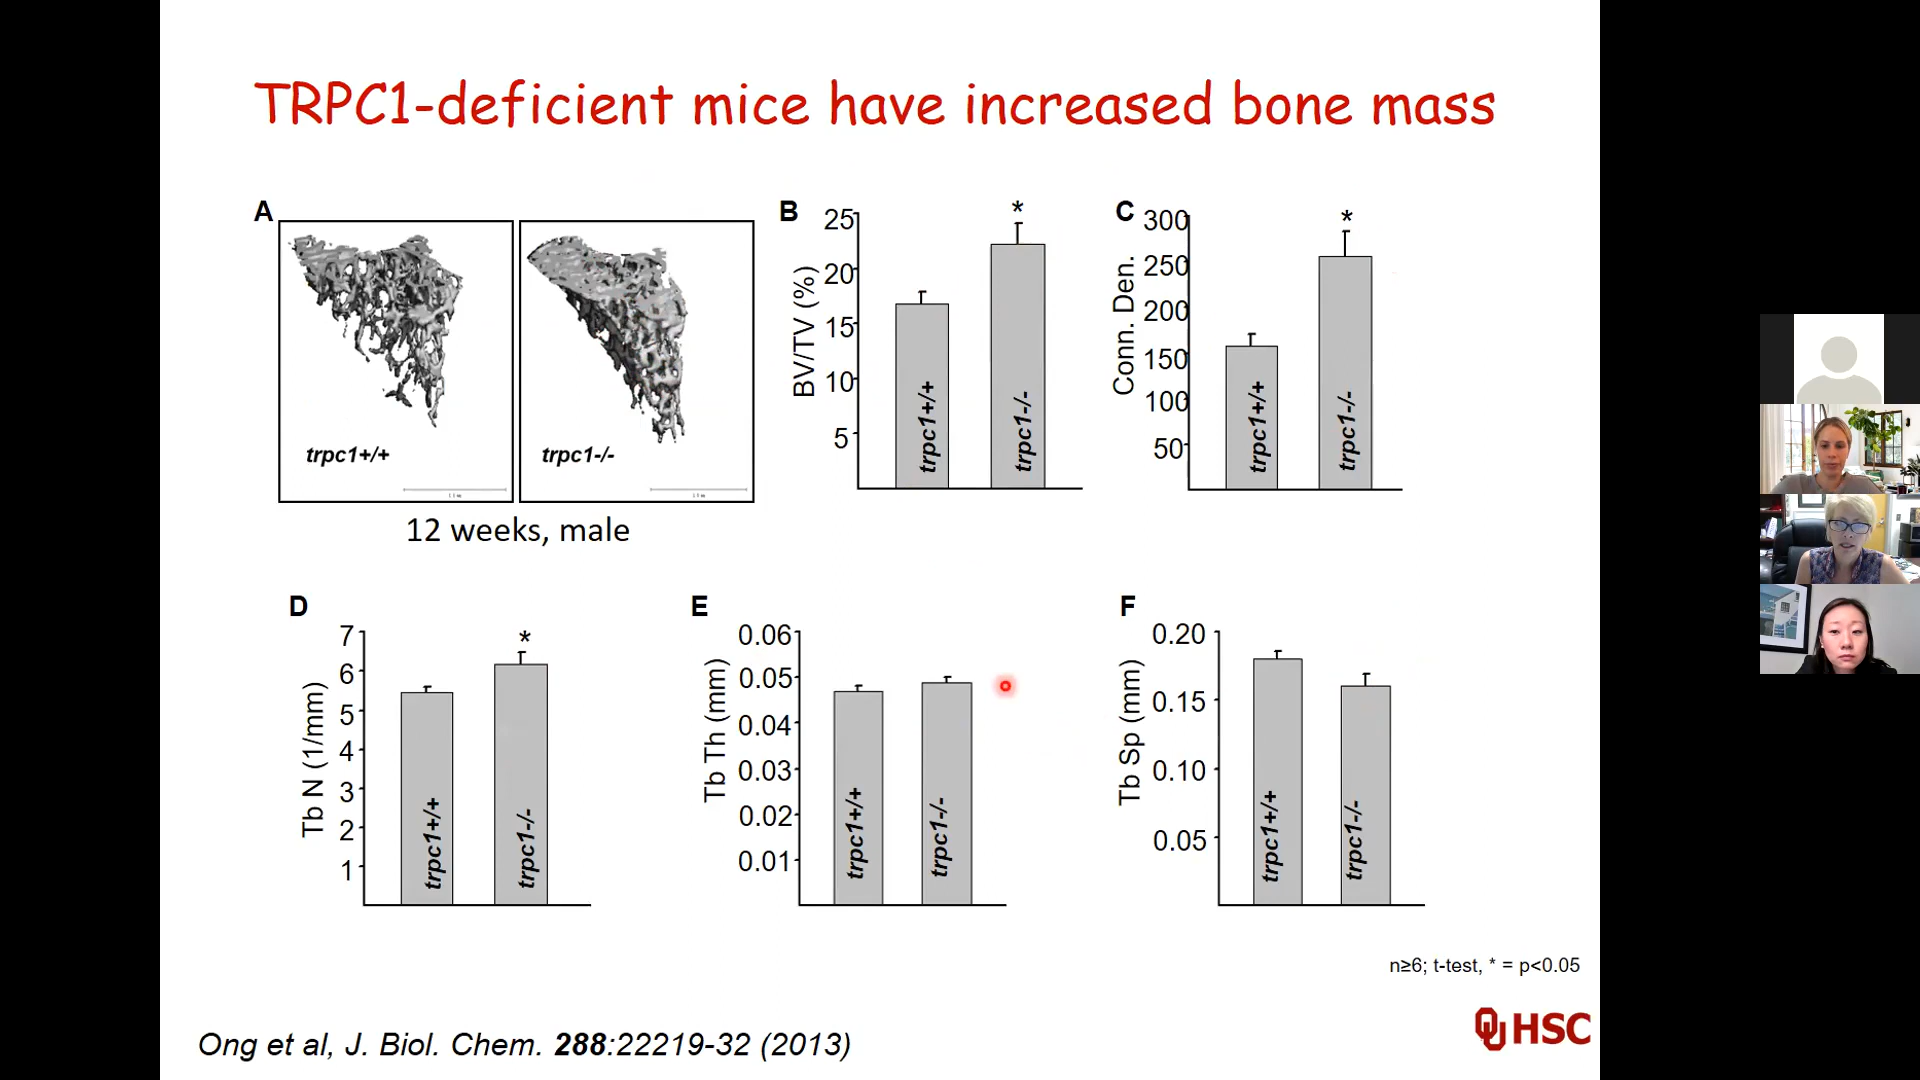 TRPC1-deficient mice have increased bone mass
A
trpc1+/+
trpc1-/-
12 weeks, male
B
BV/TV (%)
25
20
15
10
5
*
trpc1+/+
trpc1-/-
C
Conn. Den.
300
250
200
150
100
50
*
trpc1+/+
trpc1-/-
D
Tb N (1/mm)
7
6
5
4
3
2
1
*
trpc1+/+
trpc1-/-
E
Tb Th (mm)
0.06
0.05
0.04
0.03
0.02
0.01
trpc1+/+
trpc1-/-
F
Tb Sp (mm)
0.20
0.15
0.10
0.05
trpc1+/+
trpc1-/-
n≥6; t-test, * = p<0.05
Ong et al, J. Biol. Chem. 288:22219-32 (2013)
OU HSC